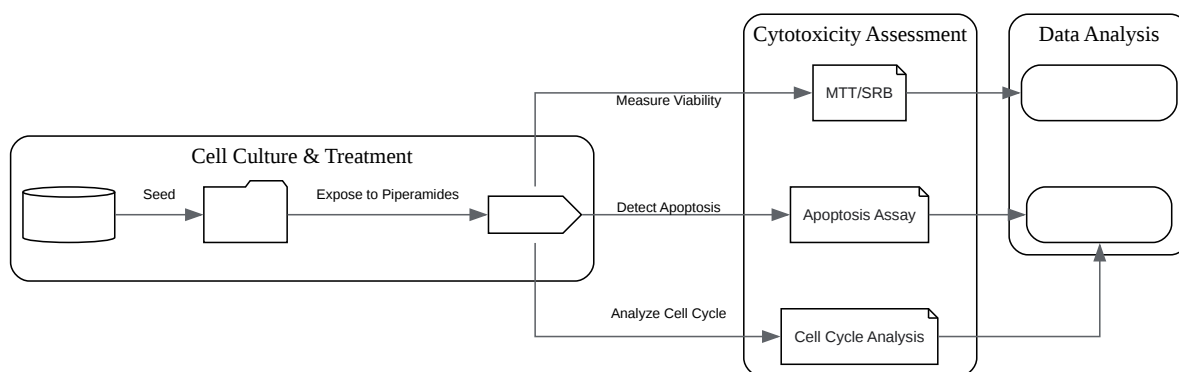 Cytotoxicity Assessment
Data Analysis
MTT/SRB
Measure Viability
Cell Culture & Treatment
Seed
Expose to Piperamides
Detect Apoptosis
Apoptosis Assay
Analyze Cell Cycle
Cell Cycle Analysis